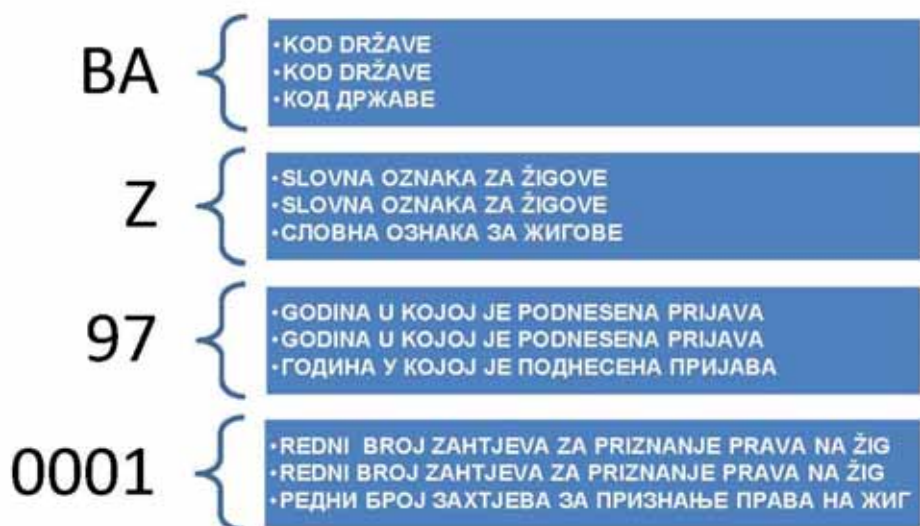 BA
•KOD DRŽAVE
•KOD DRŽAVE
•КОД ДРЖАВЕ
Z
•SLOVNA OZNAKA ZA ŽIGOVE
•SLOVNA OZNAKA ZA ŽIGOVE
•СЛОВНА ОЗНАКА ЗА ЖИГОВЕ
97
•GODINA U KOJOJ JE PODNESENA PRIJAVA
•GODINA U KOJOJ JE PODNESENA PRIJAVA
•ГОДИНА У КОЈОЈ ЈЕ ПОДНЕСЕНА ПРИЈАВА
0001
•REDNI BROJ ZAHTJEVA ZA PRIZNANJE PRAVA NA ŽIG
•REDNI BROJ ZAHTJEVA ZA PRIZNANJE PRAVA NA ŽIG
•РЕДНИ БРОЈ ЗАХТЈЕВА ЗА ПРИЗНАЊЕ ПРАВА НА ЖИГ